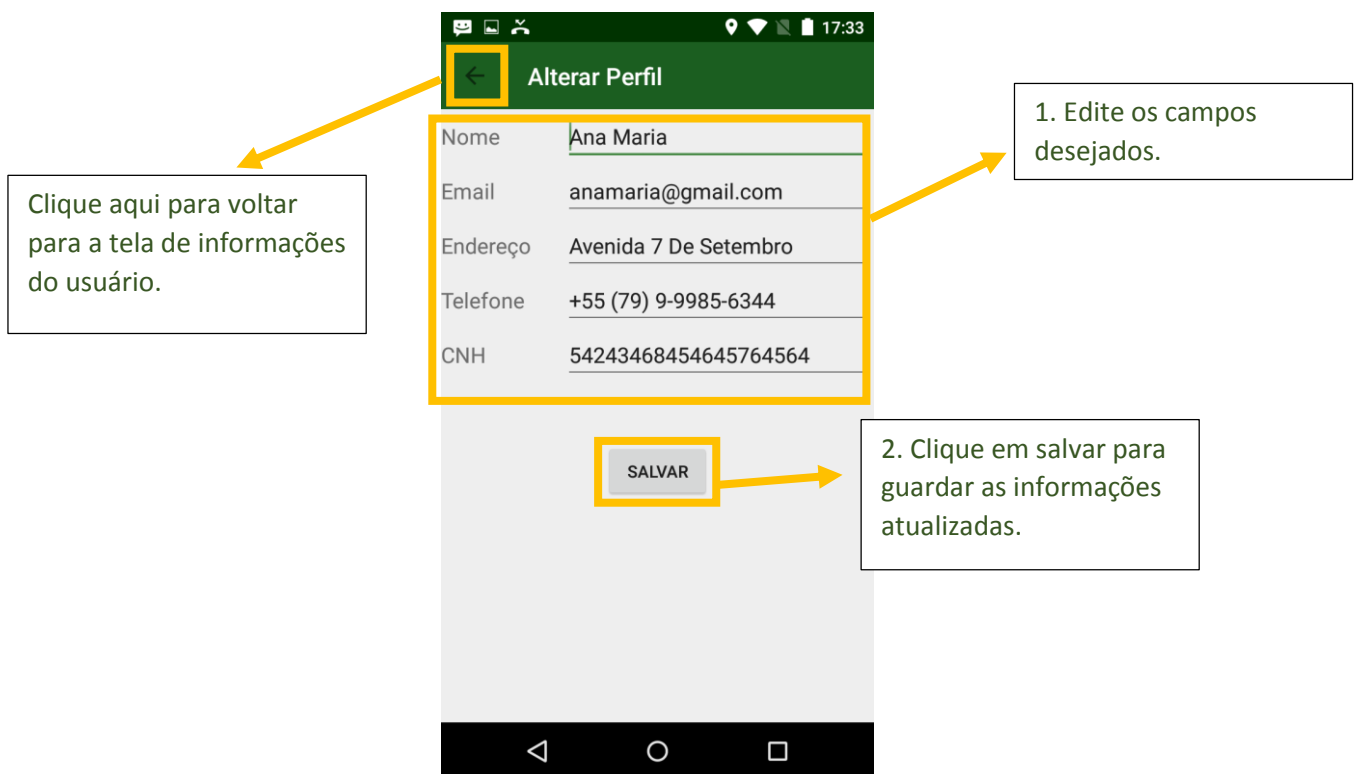 17:33
Alterar Perfil
Nome Ana Maria
Email anamaria@gmail.com
Endereço Avenida 7 De Setembro
Telefone +55 (79) 9-9985-6344
CNH 54243468454645764564
SALVAR
Clique aqui para voltar
para a tela de informações
do usuário.
1. Edite os campos
desejados.
2. Clique em salvar para
guardar as informações
atualizadas.